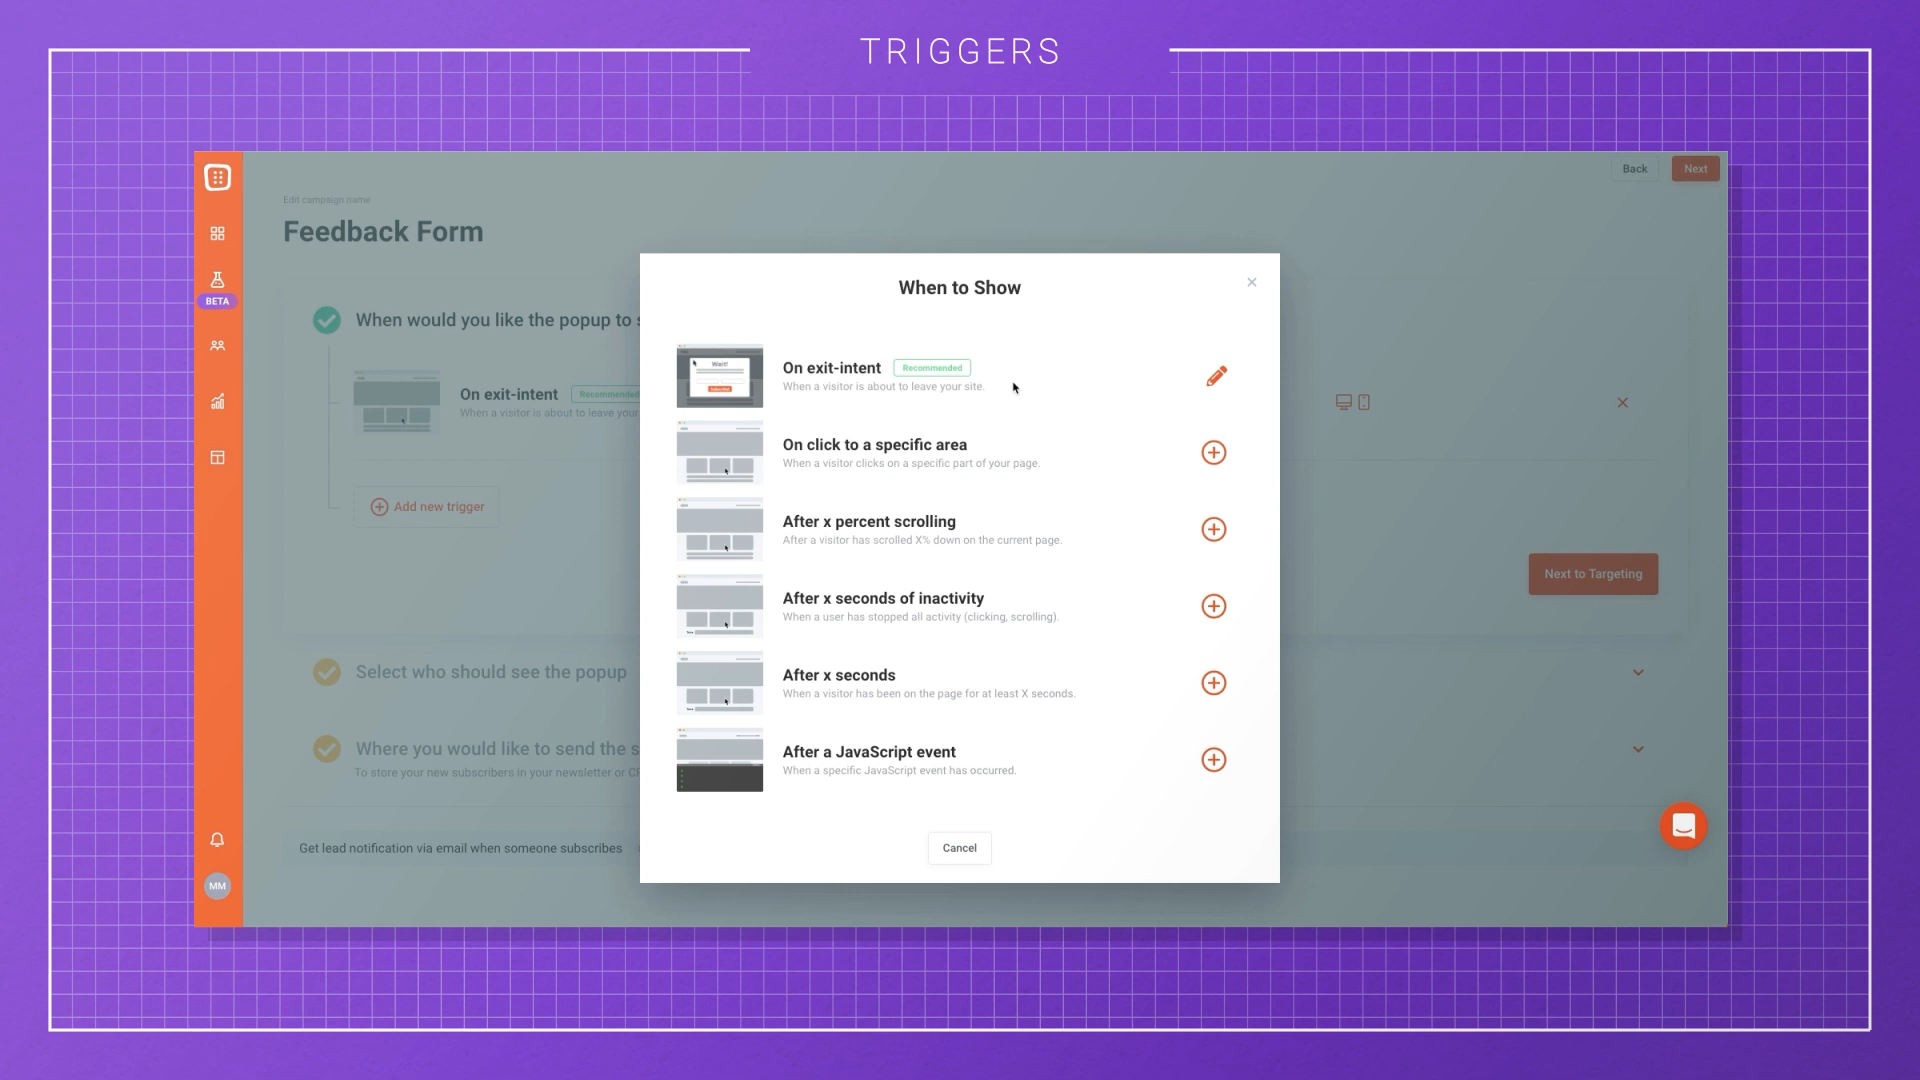 TRIGGERS
Back
Next
Edit campaign name
Feedback Form
BETA
When would you like the popup to
On exit-intent
Recommended
When a visitor is about to leave your
Add new trigger
Next to Targeting
Select who should see the popup
Where you would like to send the s
To store your new subscribers in your newsletter or CR
Get lead notification via email when someone subscribes
MM
When to Show
On exit-intent
Recommended
When a visitor is about to leave your site.
On click to a specific area
When a visitor clicks on a specific part of your page.
After x percent scrolling
After a visitor has scrolled X% down on the current page.
After x seconds of inactivity
When a user has stopped all activity (clicking, scrolling).
After x seconds
When a visitor has been on the page for at least X seconds.
After a JavaScript event
When a specific JavaScript event has occurred.
Cancel